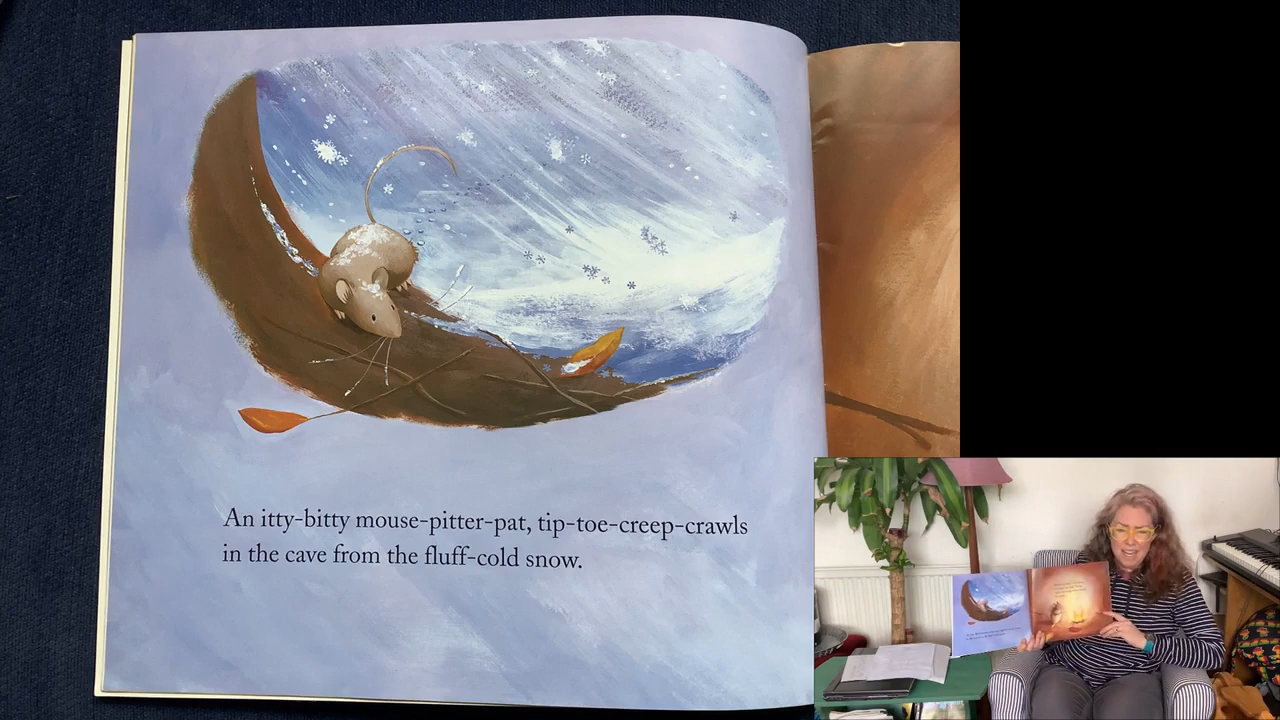 An itty-bitty mouse-pitter-pat, tip-toe-creep-crawls
in the cave from the fluff-cold snow.